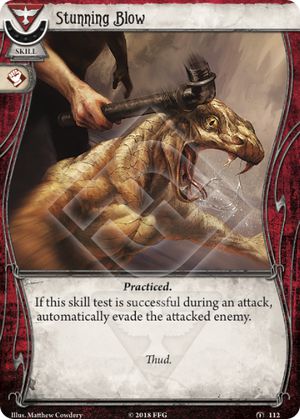 Stunning Blow
SKILL
Practiced.
If this skill test is successful during an attack,
automatically evade the attacked enemy.
Thud.
Illus. Matthew Cowdery © 2018 FFG 112